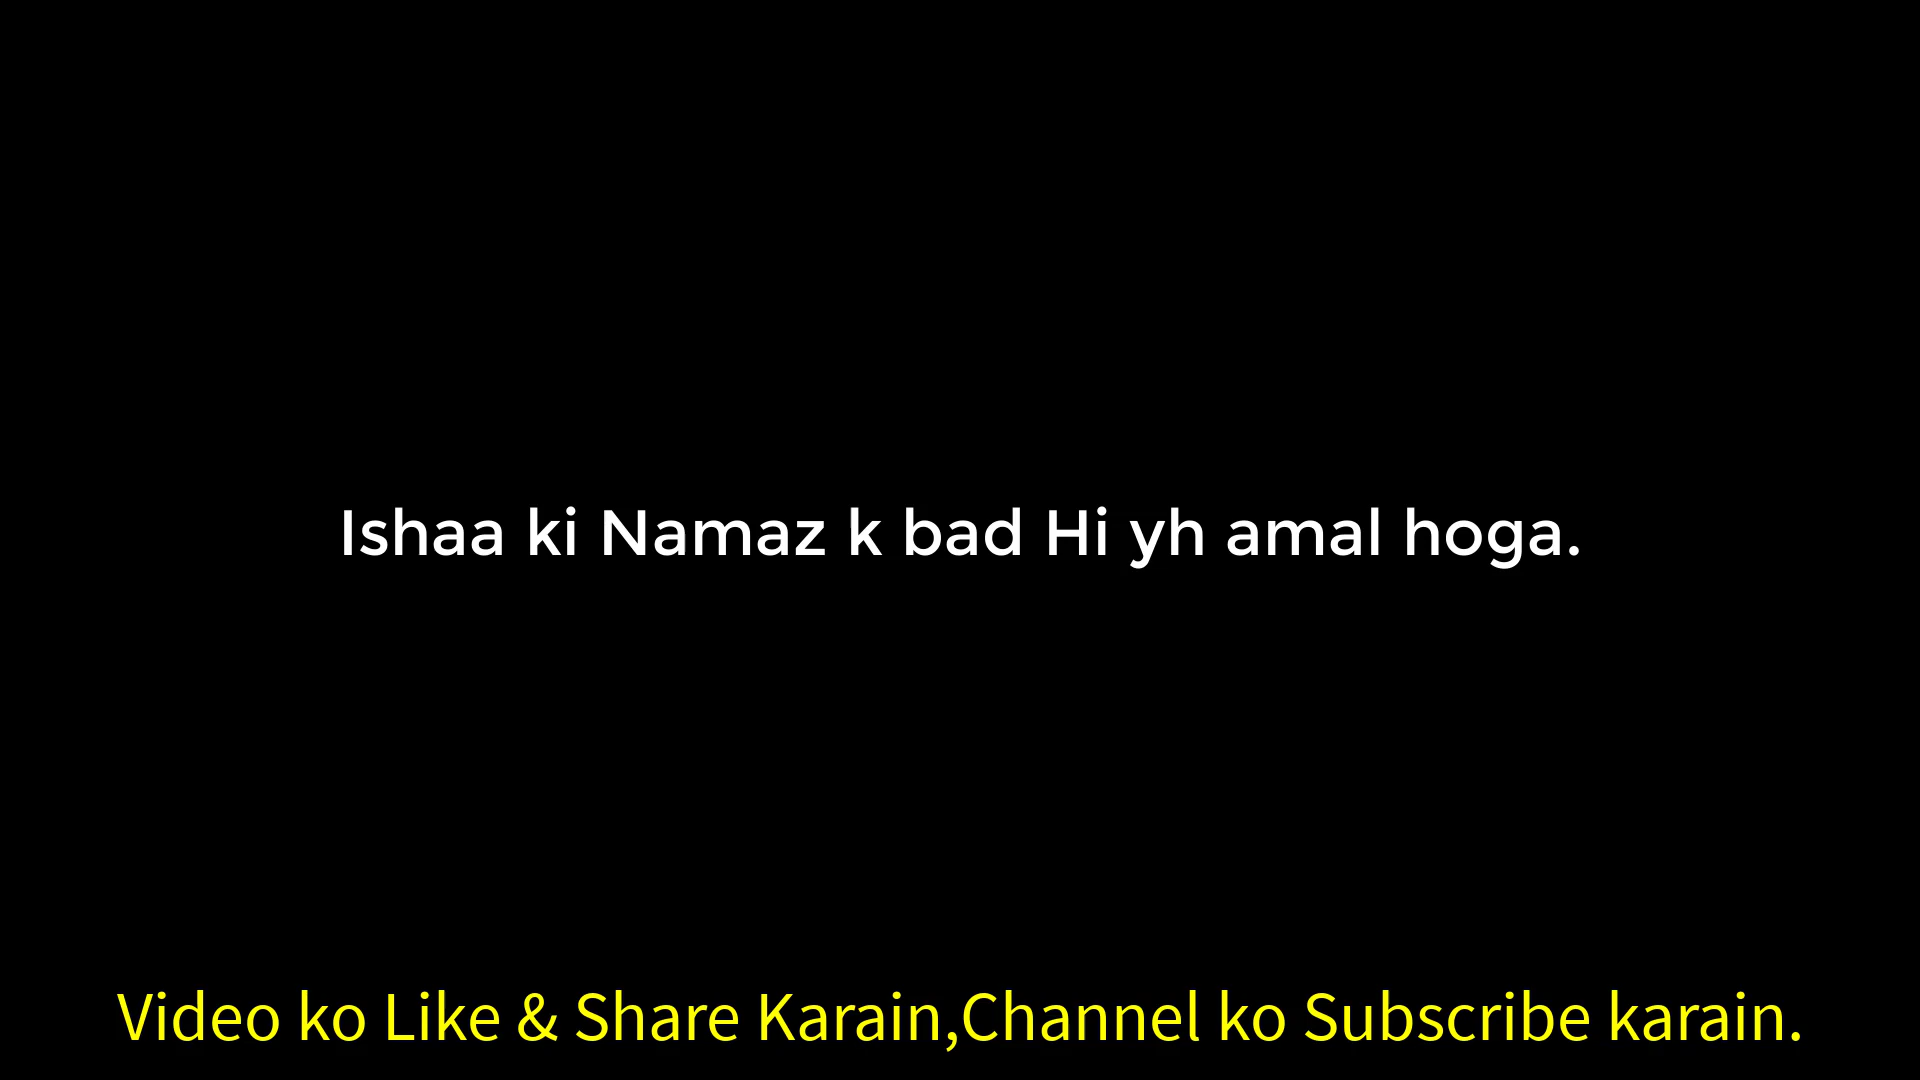 Ishaa ki Namaz k bad Hi yh amal hoga.
Video ko Like & Share Karain,Channel ko Subscribe karain.